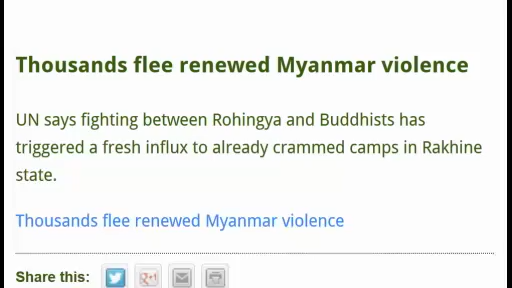 Thousands flee renewed Myanmar violence
UN says fighting between Rohingya and Buddhists has
triggered a fresh influx to already crammed camps in Rakhine
state.
Thousands flee renewed Myanmar violence
Share this:
g+1